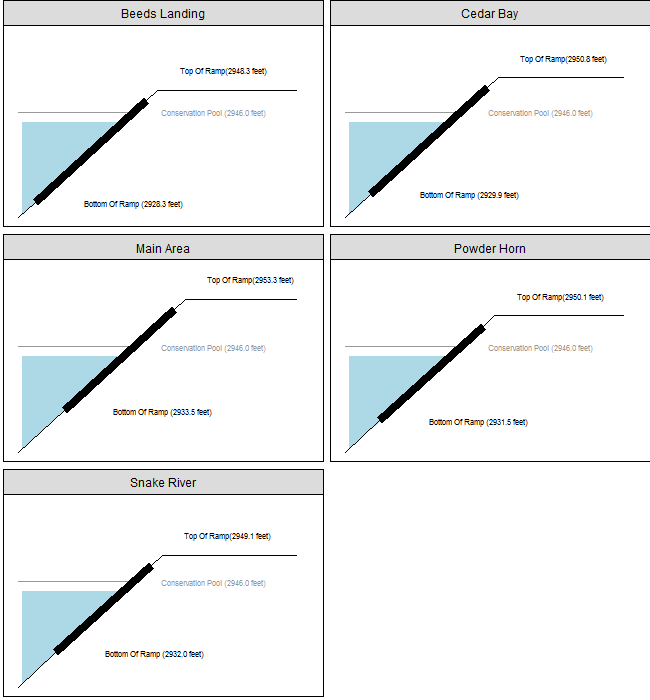 Beeds Landing
Top Of Ramp(2948.3 feet)
Conservation Pool (2946.0 feet)
Bottom Of Ramp (2928.3 feet)
Cedar Bay
Top Of Ramp(2950.8 feet)
Conservation Pool (2946.0 feet)
Bottom Of Ramp (2929.9 feet)
Main Area
Top Of Ramp(2953.3 feet)
Conservation Pool (2946.0 feet)
Bottom Of Ramp (2933.5 feet)
Powder Horn
Top Of Ramp(2950.1 feet)
Conservation Pool (2946.0 feet)
Bottom Of Ramp (2931.5 feet)
Snake River
Top Of Ramp(2949.1 feet)
Conservation Pool (2946.0 feet)
Bottom Of Ramp (2932.0 feet)